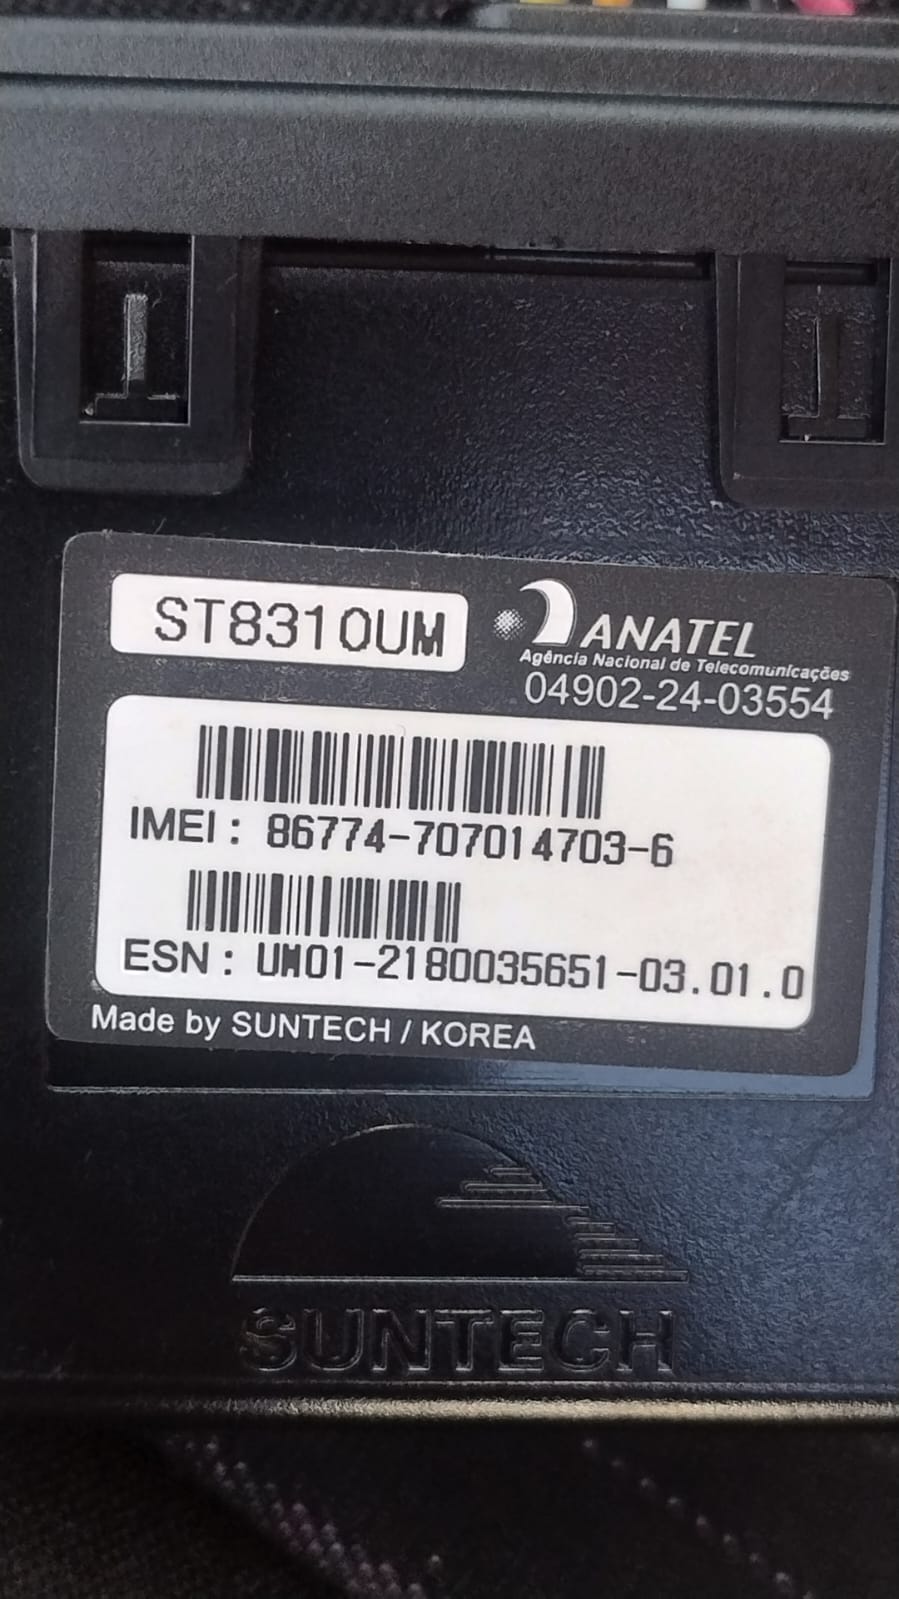 ST8310UM
ANATEL
Agência Nacional de Telecomunicações
04902-24-03554
IMEI: 86774-707014703-6
ESN: UM01-2180035651-03.01.0
Made by SUNTECH / KOREA
SUNTECH